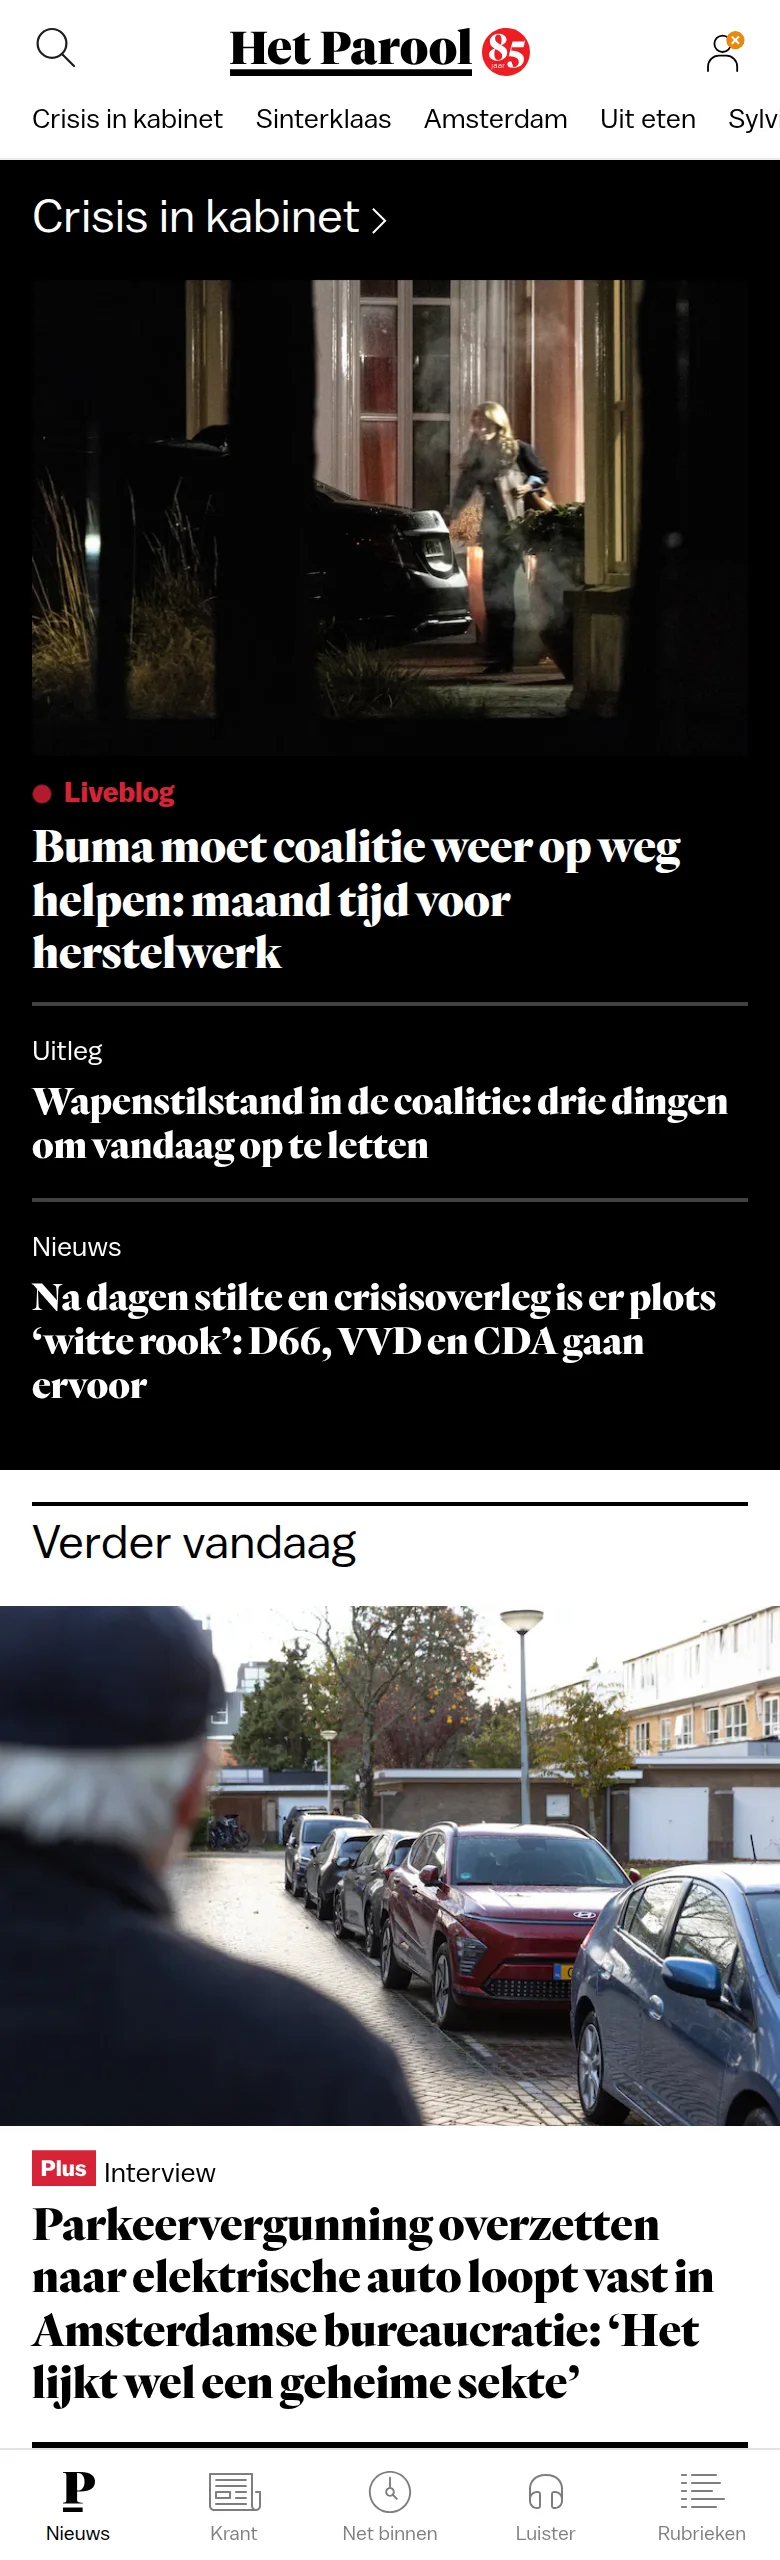 Het Parool 85
jaar
Crisis in kabinet Sinterklaas Amsterdam Uit eten Sylvi
Crisis in kabinet
Liveblog
Buma moet coalitie weer op weg
helpen: maand tijd voor
herstelwerk
Uitleg
Wapenstilstand in de coalitie: drie dingen
om vandaag op te letten
Nieuws
Na dagen stilte en crisisoverleg is er plots
‘witte rook’: D66, VVD en CDA gaan
ervoor
Verder vandaag
Plus Interview
Parkeervergunning overzetten
naar elektrische auto loopt vast in
Amsterdamse bureaucratie: ‘Het
lijkt wel een geheime sekte’
P
Nieuws Krant Net binnen Luister Rubrieken